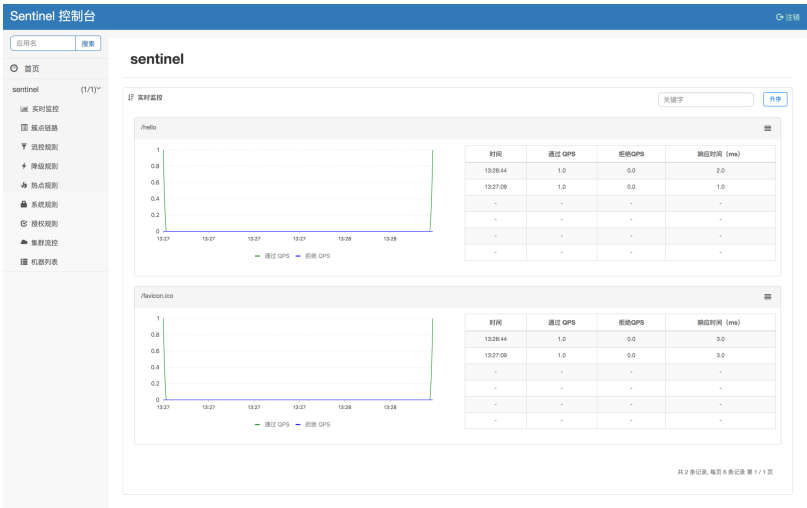 Sentinel 控制台
注销
应用名 搜索
首页
sentinel (1/1)
实时监控
簇点链路
流控规则
降级规则
热点规则
系统规则
授权规则
集群流控
机器列表
sentinel
实时监控 关键字 升序
/hello
1
0.8
0.6
0.4
0.2
0
13:27 13:27 13:27 13:27 13:28 13:28
通过 QPS 拒绝 QPS
时间 通过 QPS 拒绝QPS 响应时间（ms）
13:28:44 1.0 0.0 2.0
13:27:09 1.0 0.0 1.0
- - - -
- - - -
- - - -
- - - -
/favicon.ico
1
0.8
0.6
0.4
0.2
0
13:27 13:27 13:27 13:27 13:28 13:28
通过 QPS 拒绝 QPS
时间 通过 QPS 拒绝QPS 响应时间（ms）
13:28:44 1.0 0.0 3.0
13:27:09 1.0 0.0 3.0
- - - -
- - - -
- - - -
- - - -
共 2 条记录, 每页 6 条记录 第 1 / 1 页